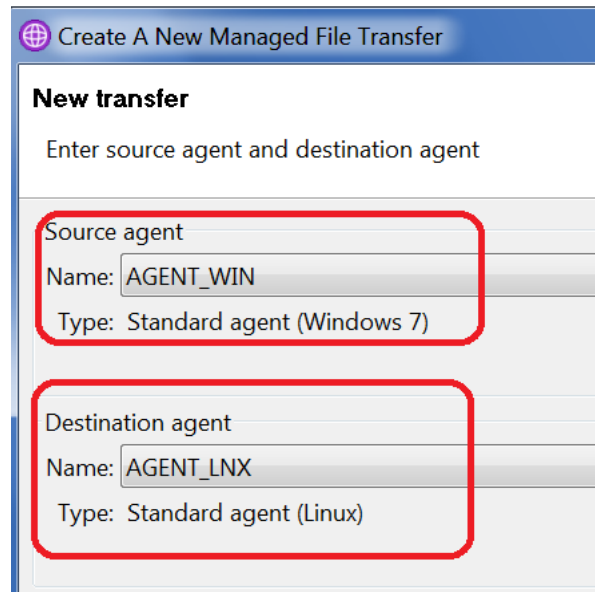 Create A New Managed File Transfer
New transfer
Enter source agent and destination agent
Source agent
Name: AGENT_WIN
Type: Standard agent (Windows 7)
Destination agent
Name: AGENT_LNX
Type: Standard agent (Linux)